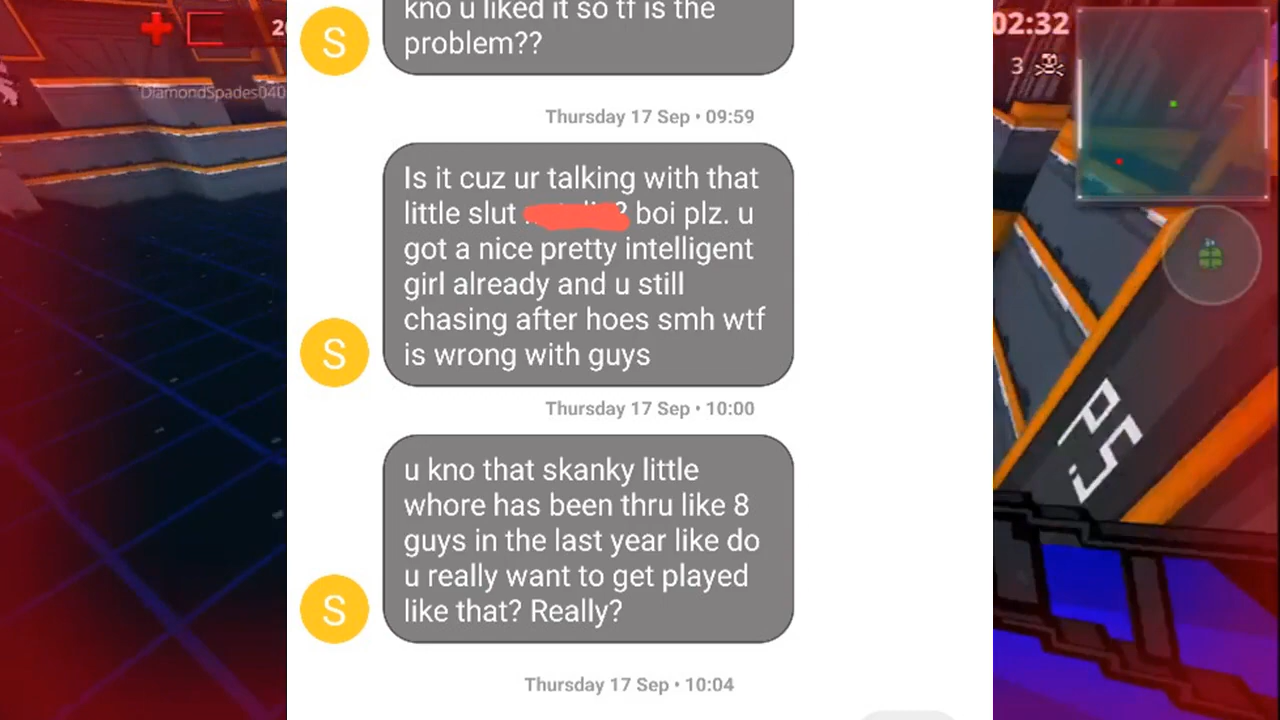 kno u liked it so tf is the
problem??
Thursday 17 Sep • 09:59
Is it cuz ur talking with that
little slut ? boi plz. u
got a nice pretty intelligent
girl already and u still
chasing after hoes smh wtf
is wrong with guys
S
Thursday 17 Sep • 10:00
u kno that skanky little
whore has been thru like 8
guys in the last year like do
u really want to get played
like that? Really?
S
Thursday 17 Sep • 10:04
S
DiamondSpades040
02:32
3